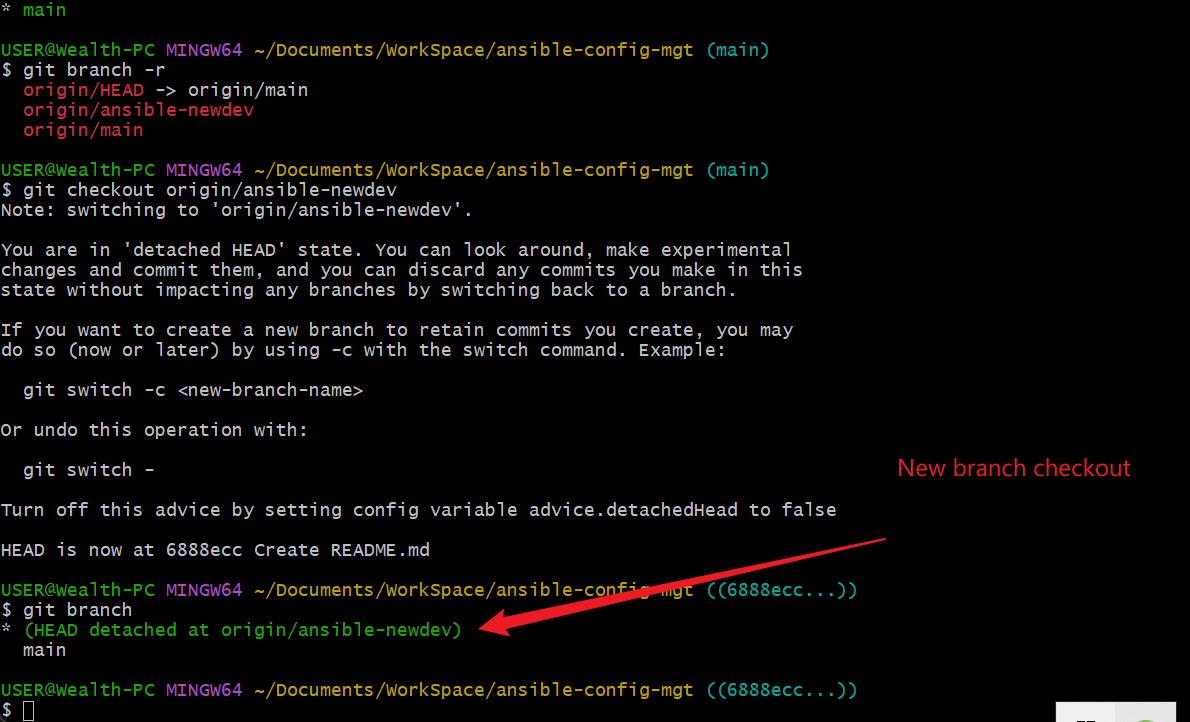 * main
USER@Wealth-PC MINGW64 ~/Documents/WorkSpace/ansible-config-mgt (main)
$ git branch -r
  origin/HEAD -> origin/main
  origin/ansible-newdev
  origin/main
USER@Wealth-PC MINGW64 ~/Documents/WorkSpace/ansible-config-mgt (main)
$ git checkout origin/ansible-newdev
Note: switching to 'origin/ansible-newdev'.
You are in 'detached HEAD' state. You can look around, make experimental
changes and commit them, and you can discard any commits you make in this
state without impacting any branches by switching back to a branch.
If you want to create a new branch to retain commits you create, you may
do so (now or later) by using -c with the switch command. Example:
  git switch -c <new-branch-name>
Or undo this operation with:
  git switch -
New branch checkout
Turn off this advice by setting config variable advice.detachedHead to false
HEAD is now at 6888ecc Create README.md
USER@Wealth-PC MINGW64 ~/Documents/WorkSpace/ansible-config-mgt ((6888ecc...))
$ git branch
* (HEAD detached at origin/ansible-newdev)
  main
USER@Wealth-PC MINGW64 ~/Documents/WorkSpace/ansible-config-mgt ((6888ecc...))
$